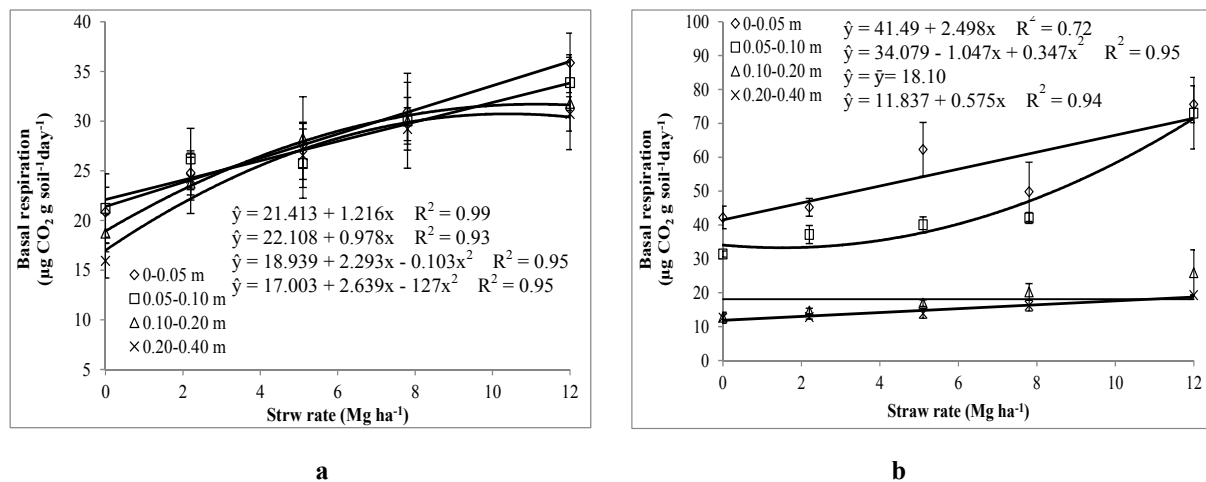 40
35
30
25
20
15
10
5
0 2 4 6 8 10 12
Basal respiration
(µg CO₂ g soil⁻¹day⁻¹)
Strw rate (Mg ha⁻¹)
ŷ = 21.413 + 1.216x R² = 0.99
ŷ = 22.108 + 0.978x R² = 0.93
ŷ = 18.939 + 2.293x - 0.103x² R² = 0.95
ŷ = 17.003 + 2.639x - 127x² R² = 0.95
0-0.05 m
0.05-0.10 m
0.10-0.20 m
0.20-0.40 m
a
100
90
80
70
60
50
40
30
20
10
0
0 2 4 6 8 10 12
Basal respiration
(µg CO₂ g soil⁻¹day⁻¹)
Straw rate (Mg ha⁻¹)
0-0.05 m
0.05-0.10 m
0.10-0.20 m
0.20-0.40 m
ŷ = 41.49 + 2.498x R² = 0.72
ŷ = 34.079 - 1.047x + 0.347x² R² = 0.95
ŷ = ȳ= 18.10
ŷ = 11.837 + 0.575x R² = 0.94
b